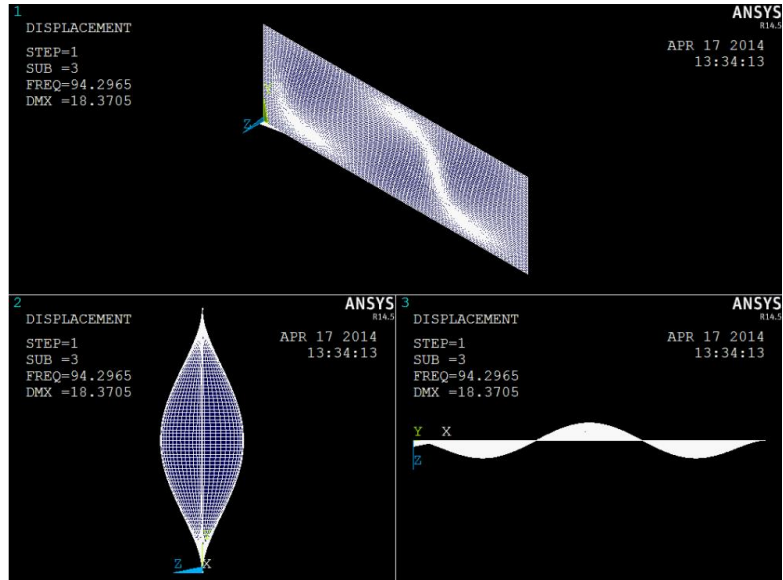 1
ANSYS
R14.5
DISPLACEMENT
STEP=1
SUB =3
FREQ=94.2965
DMX =18.3705
APR 17 2014
13:34:13
Y
Z
2
ANSYS
R14.5
DISPLACEMENT
STEP=1
SUB =3
FREQ=94.2965
DMX =18.3705
APR 17 2014
13:34:13
Y
Z X
3
ANSYS
R14.5
DISPLACEMENT
STEP=1
SUB =3
FREQ=94.2965
DMX =18.3705
APR 17 2014
13:34:13
Y X
Z